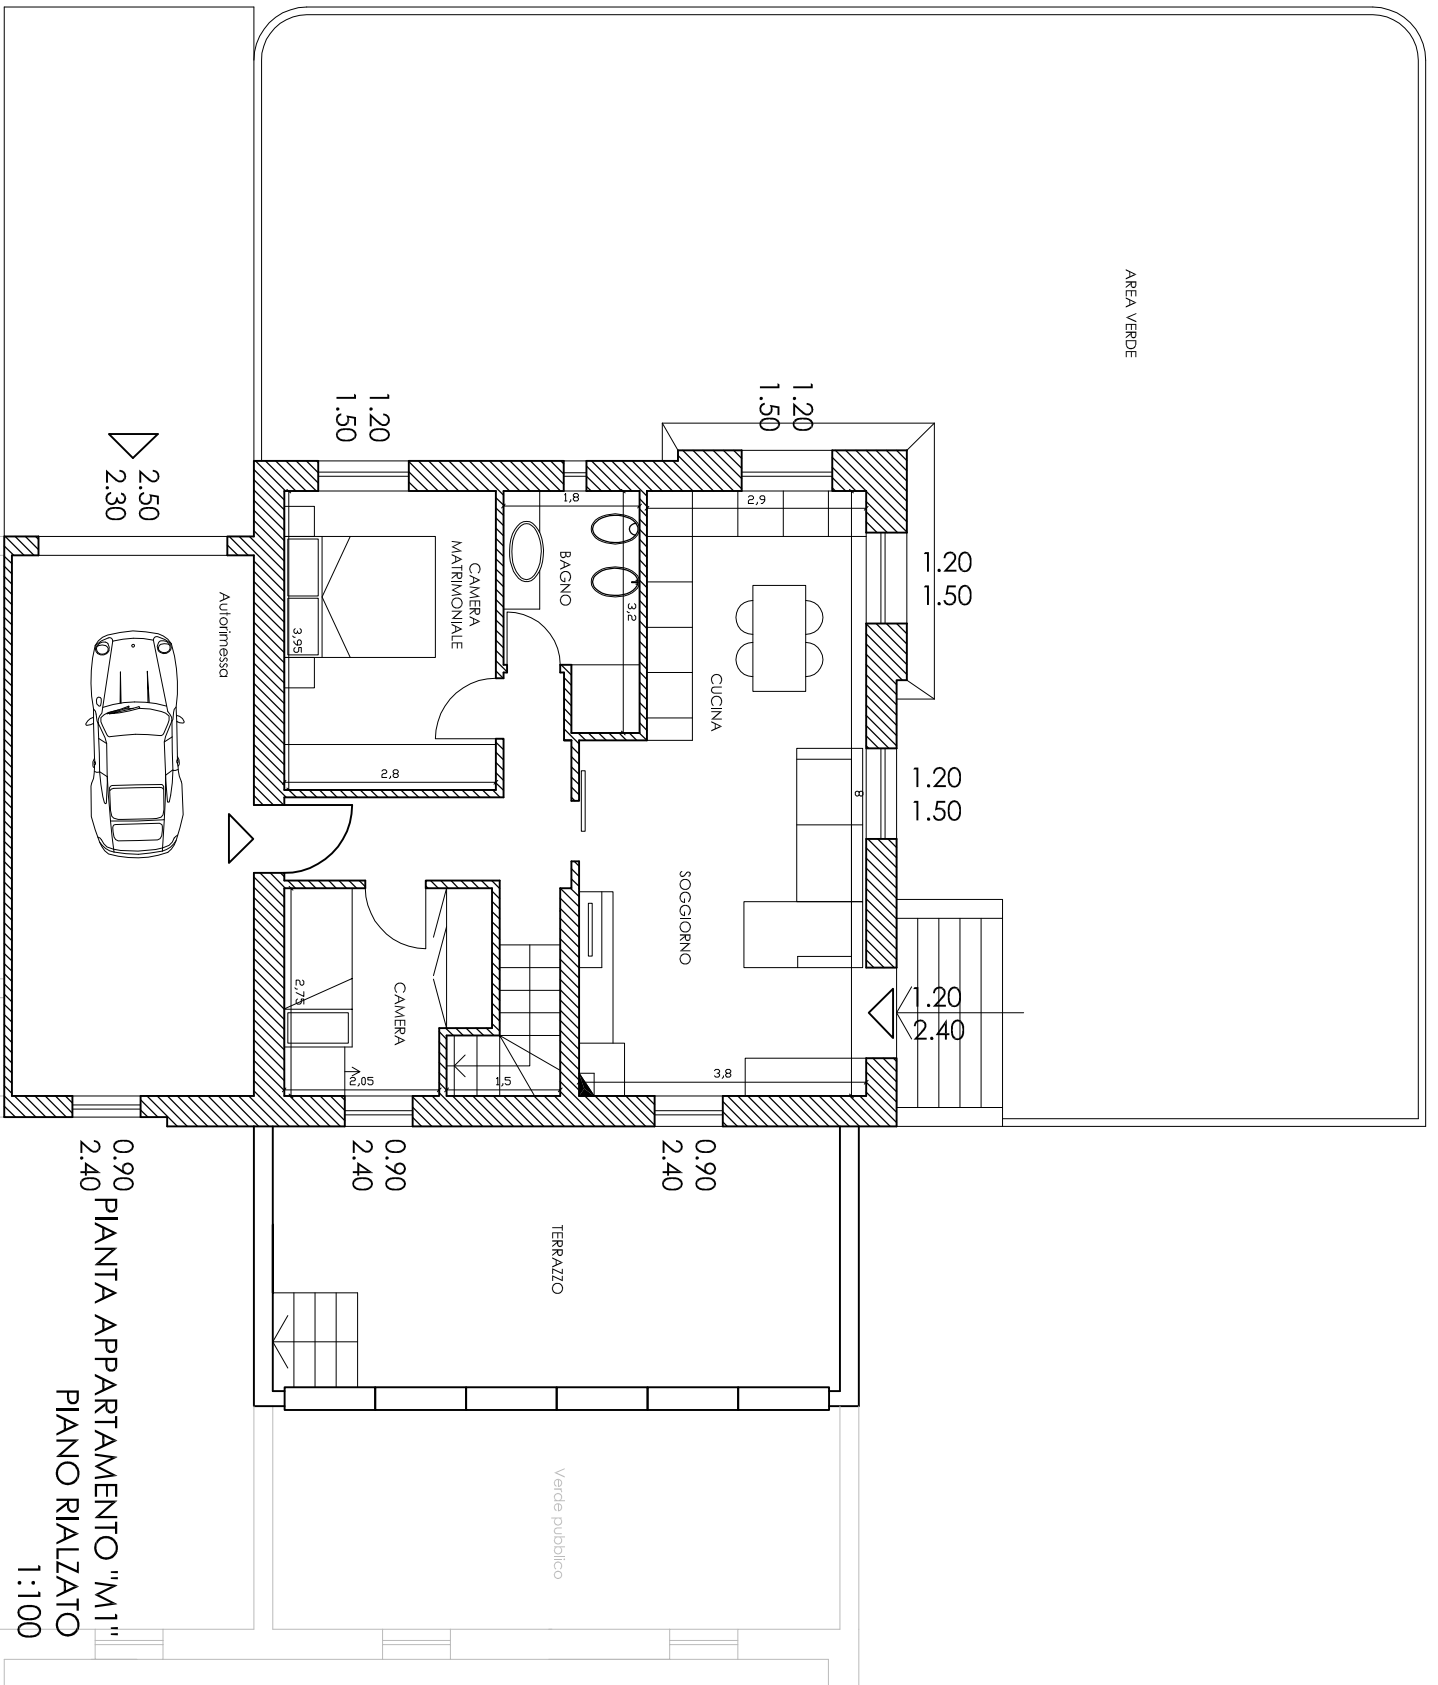 AREA VERDE
1.20
1.50
1.20
1.50
1.20
1.50
1.20
1.50
2.50
2.30
1.20
2.40
1,8
2,9
BAGNO
3,2
CAMERA
MATRIMONIALE
3,95
2,8
Autorimessa
CUCINA
8
SOGGIORNO
CAMERA
2,75
2,05
1,5
3,8
0.90
2.40
0.90
2.40
0.90
2.40
TERRAZZO
Verde pubblico
PIANTA APPARTAMENTO "M1"
PIANO RIALZATO
1:100